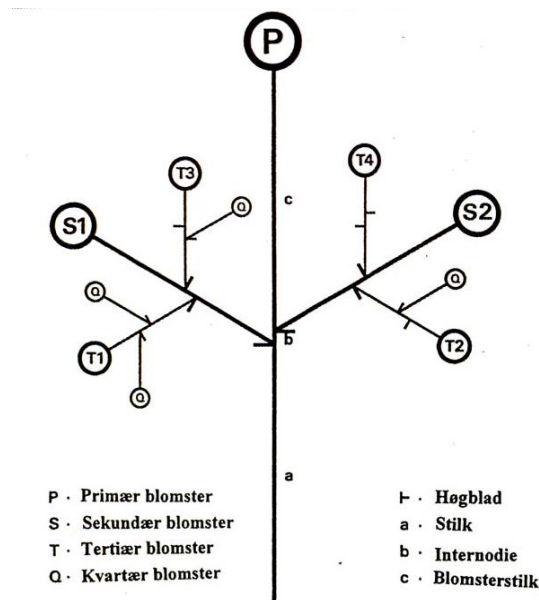 P
T4
T3
c
Q
S2
S1
Q
Q
b
T2
T1
Q
a
P · Primær blomster
S · Sekundær blomster
T · Tertiær blomster
Q · Kvartær blomster
⊢ · Høgblad
a · Stilk
b · Internodie
c · Blomsterstilk